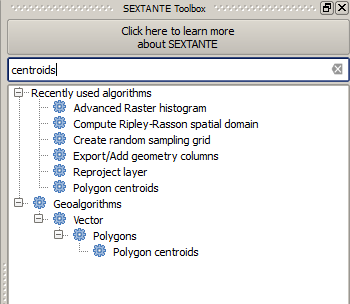 SEXTANTE Toolbox
Click here to learn more
about SEXTANTE
centroids
Recently used algorithms
Advanced Raster histogram
Compute Ripley-Rasson spatial domain
Create random sampling grid
Export/Add geometry columns
Reproject layer
Polygon centroids
Geoalgorithms
Vector
Polygons
Polygon centroids